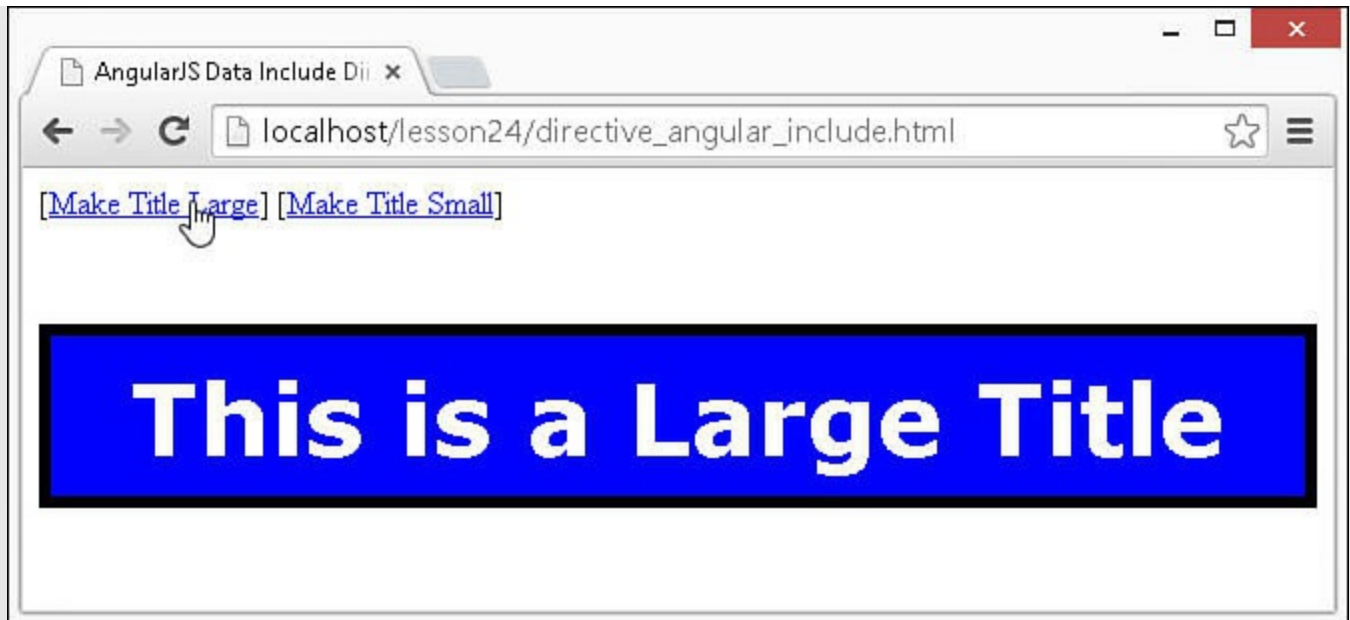 AngularJS Data Include Di
localhost/lesson24/directive_angular_include.html
[Make Title Large] [Make Title Small]
This is a Large Title